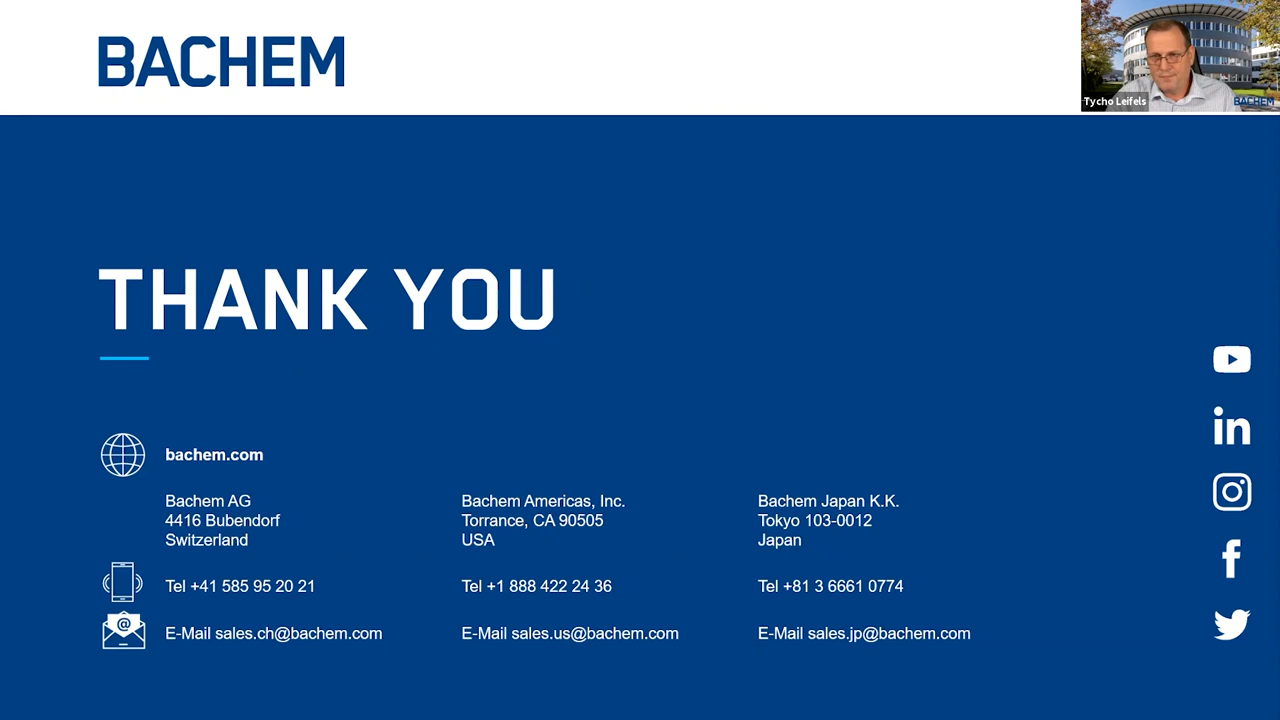 BACHEM
Tycho Leifels
BACHEM
THANK YOU
bachem.com
Bachem AG
4416 Bubendorf
Switzerland
Tel +41 585 95 20 21
E-Mail sales.ch@bachem.com
Bachem Americas, Inc.
Torrance, CA 90505
USA
Tel +1 888 422 24 36
E-Mail sales.us@bachem.com
Bachem Japan K.K.
Tokyo 103-0012
Japan
Tel +81 3 6661 0774
E-Mail sales.jp@bachem.com